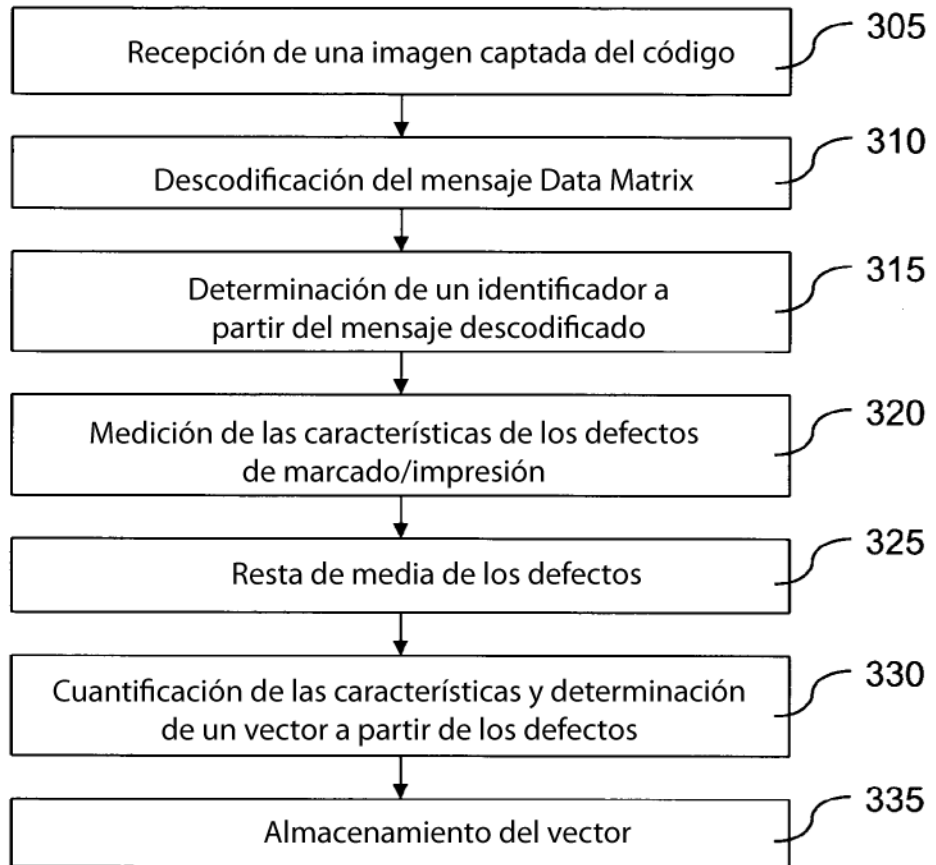 Recepción de una imagen captada del código
305
Descodificación del mensaje Data Matrix
310
Determinación de un identificador a
partir del mensaje descodificado
315
Medición de las características de los defectos
de marcado/impresión
320
Resta de media de los defectos
325
Cuantificación de las características y determinación
de un vector a partir de los defectos
330
Almacenamiento del vector
335